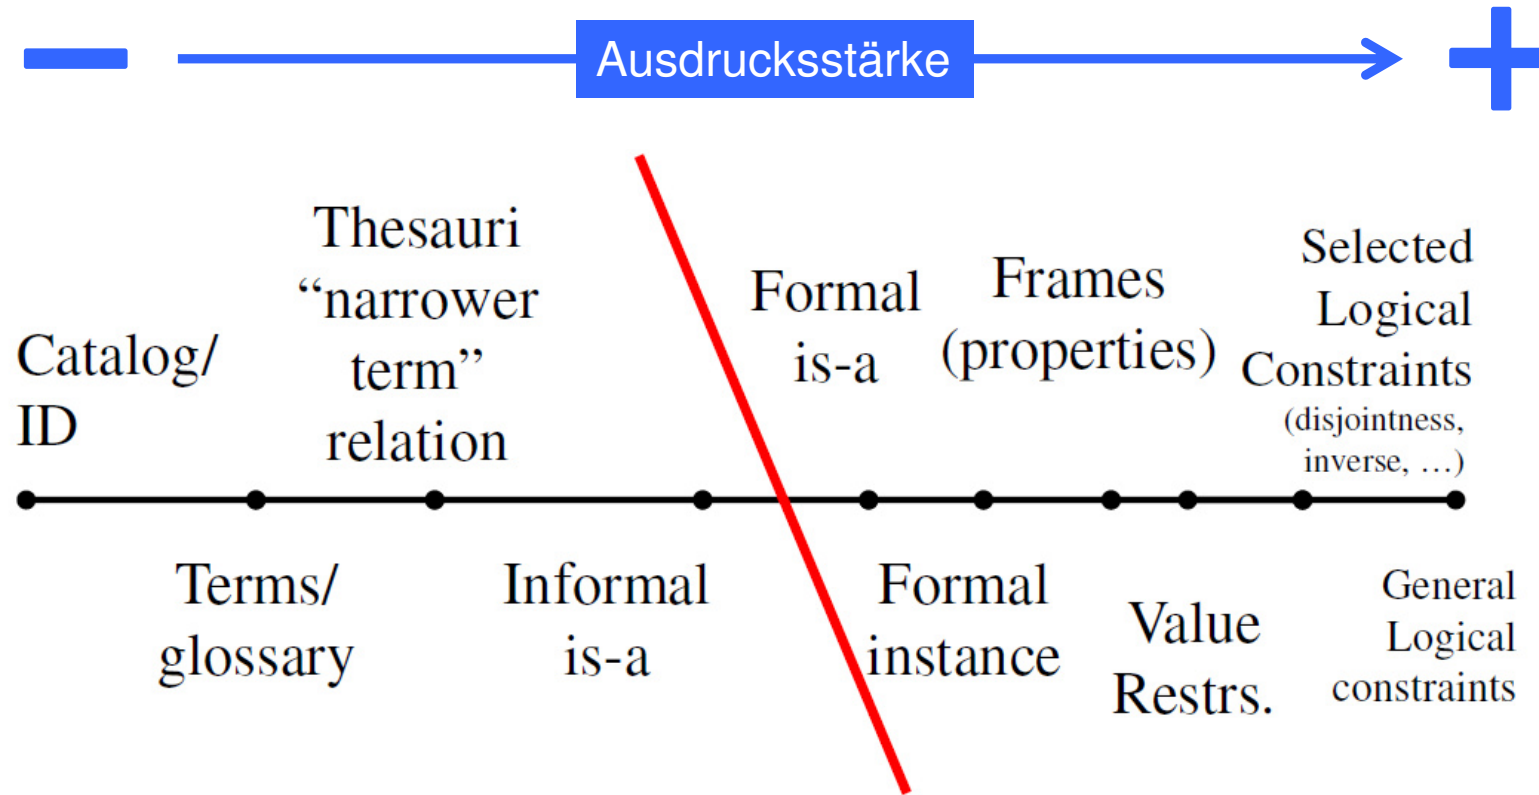 Ausdrucksstärke
Catalog/
ID
Thesauri
“narrower
term”
relation
Formal
is-a
Frames
(properties)
Selected
Logical
Constraints
(disjointness,
inverse, …)
Terms/
glossary
Informal
is-a
Formal
instance
Value
Restrs.
General
Logical
constraints